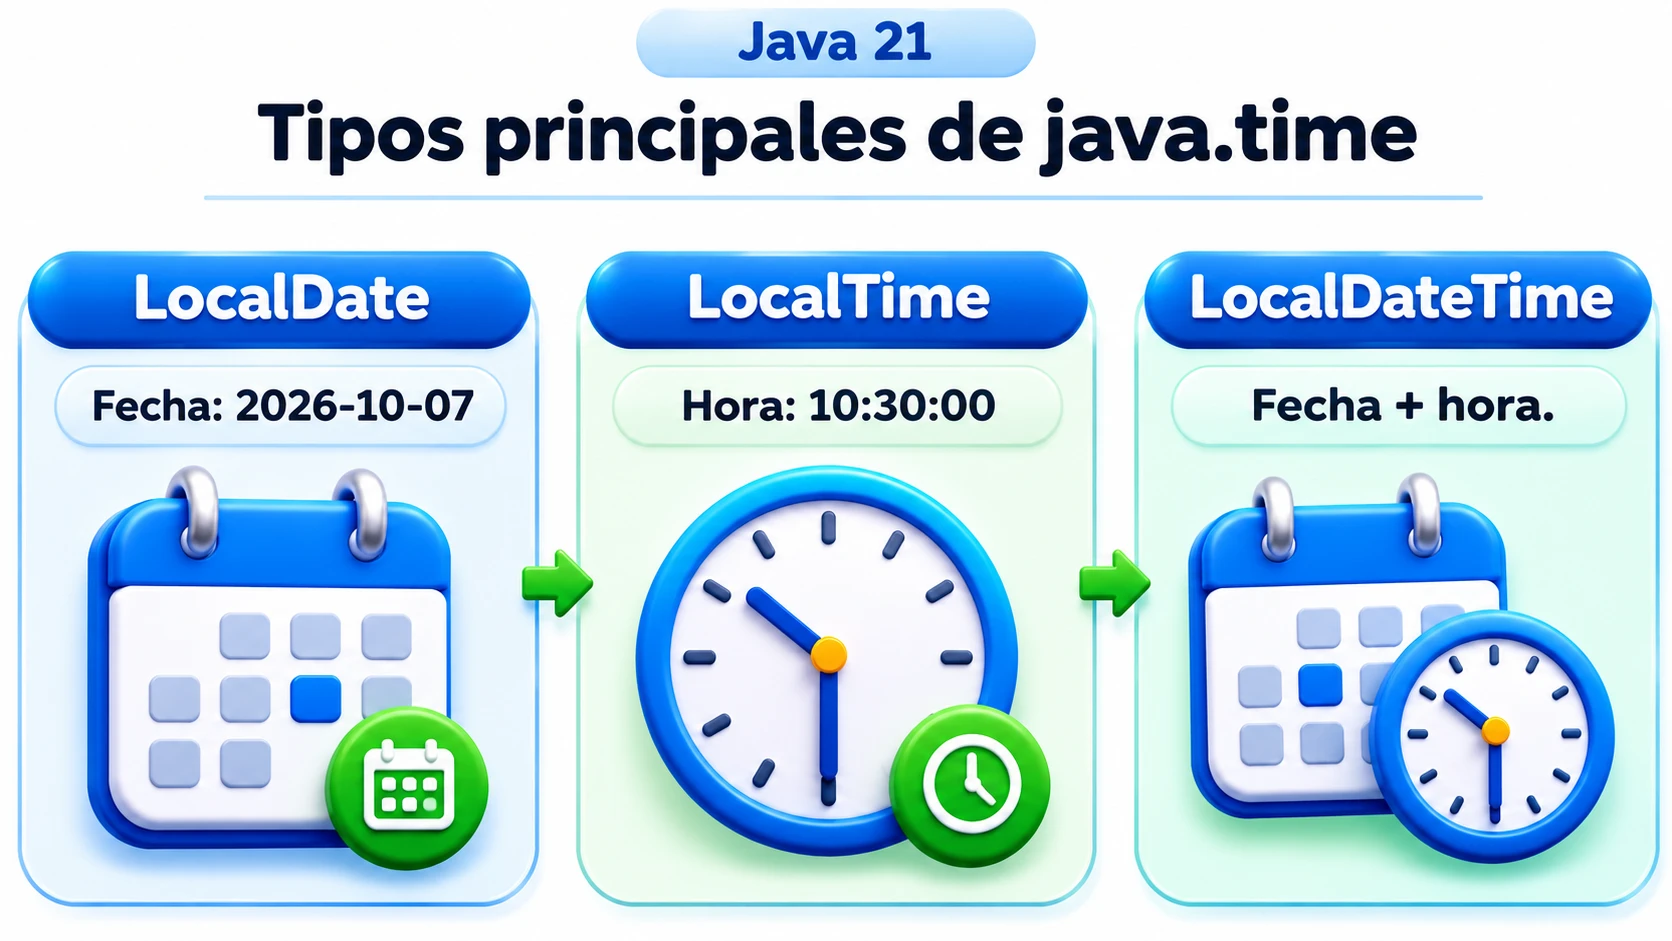 Java 21
Tipos principales de java.time
LocalDate
Fecha: 2026-10-07
LocalTime
Hora: 10:30:00
LocalDateTime
Fecha + hora.